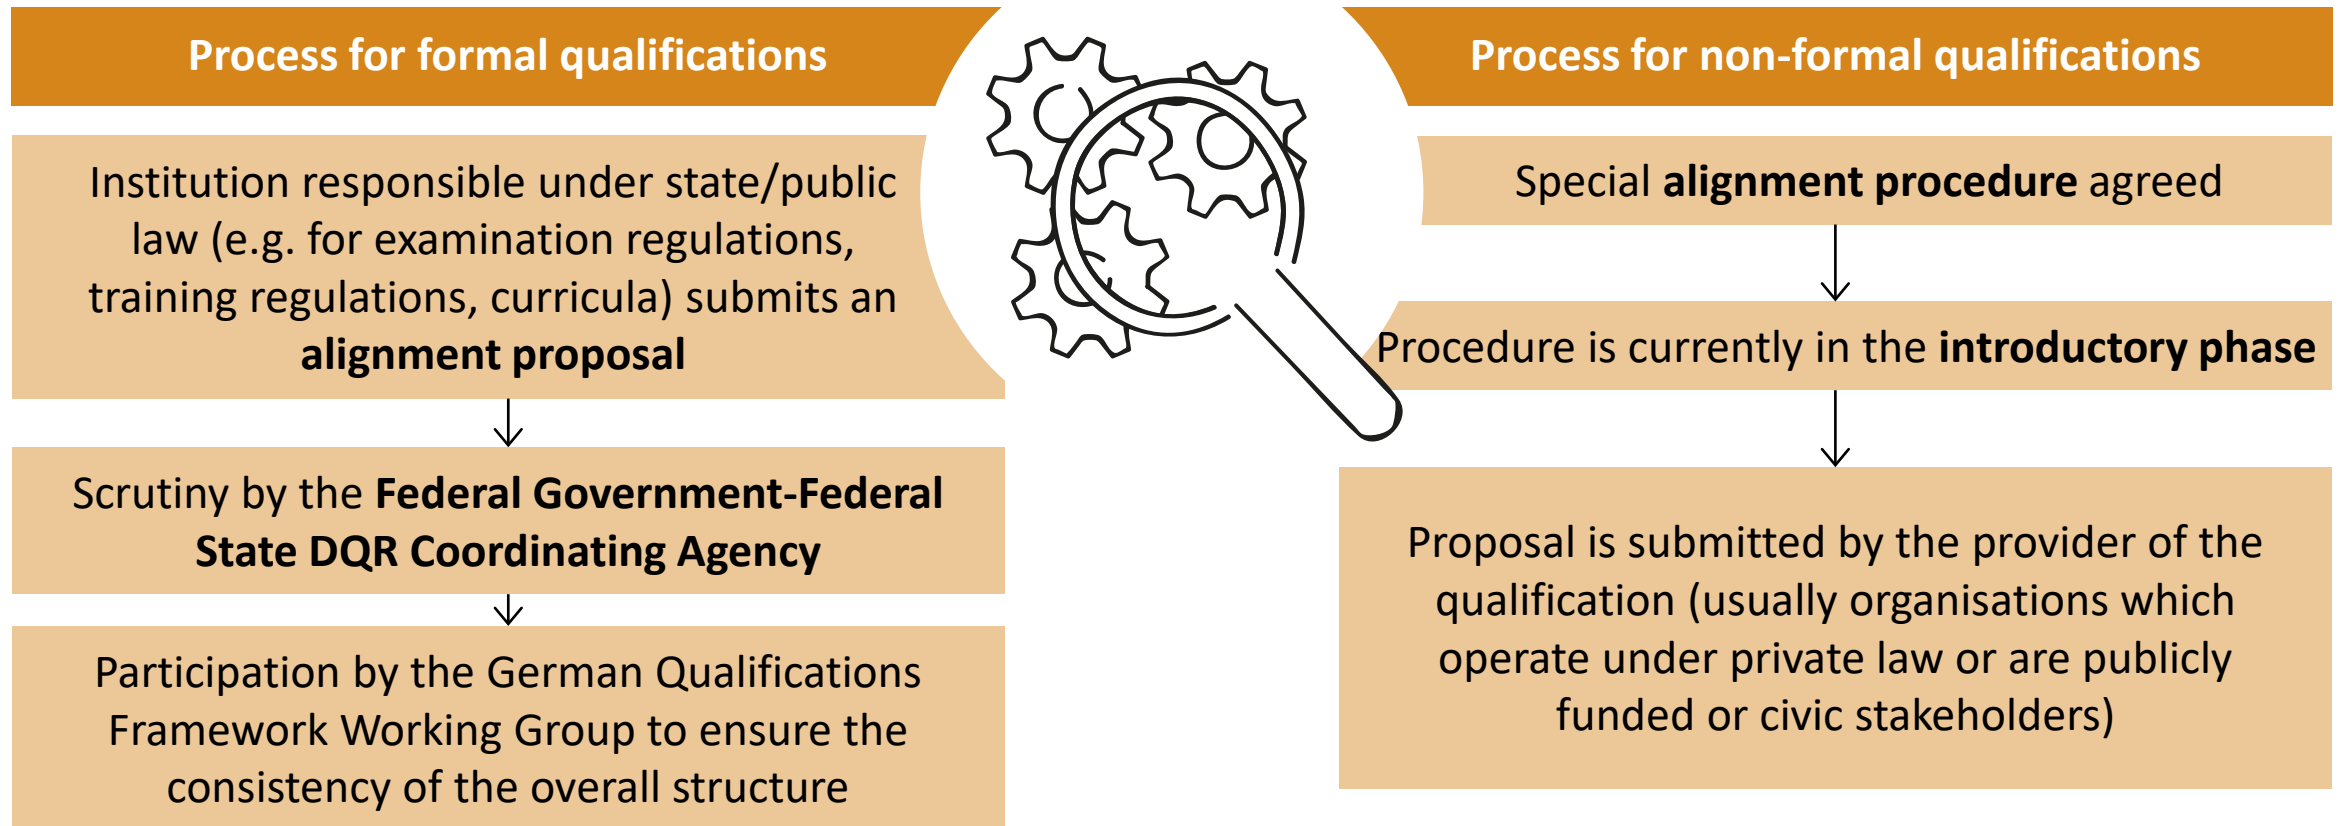 Process for formal qualifications
Institution responsible under state/public
law (e.g. for examination regulations,
training regulations, curricula) submits an
alignment proposal
Scrutiny by the Federal Government-Federal
State DQR Coordinating Agency
Participation by the German Qualifications
Framework Working Group to ensure the
consistency of the overall structure
Process for non-formal qualifications
Special alignment procedure agreed
Procedure is currently in the introductory phase
Proposal is submitted by the provider of the
qualification (usually organisations which
operate under private law or are publicly
funded or civic stakeholders)